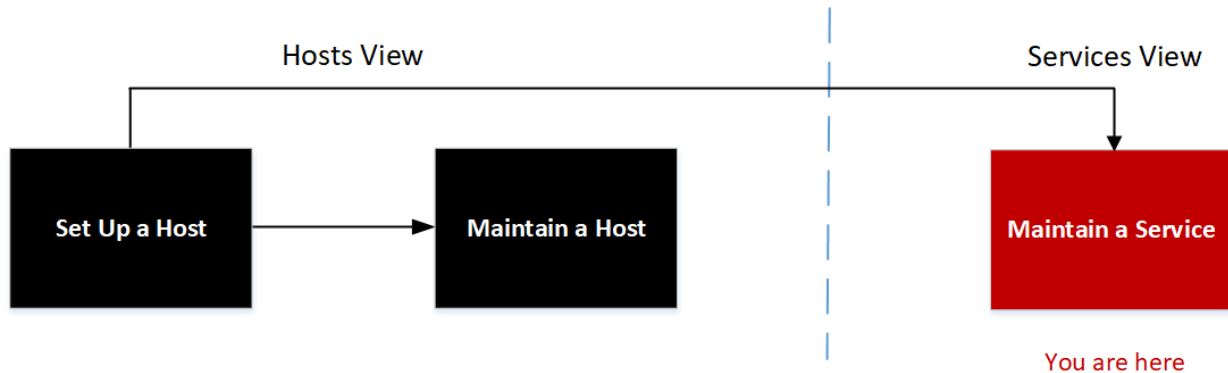 Hosts View
Services View
Set Up a Host
Maintain a Host
Maintain a Service
You are here